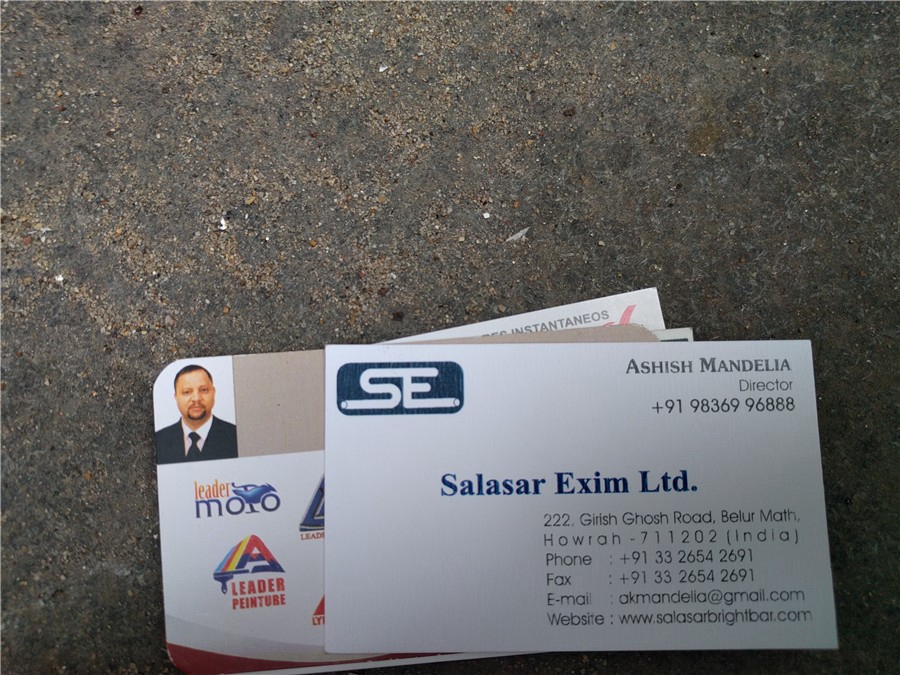 INSTANTANEOS
leader
moto
LEADER
PEINTURE
SE
ASHISH MANDELIA
Director
+91 98369 96888
Salasar Exim Ltd.
222, Girish Ghosh Road, Belur Math,
Howrah - 711202 (India)
Phone : +91 33 2654 2691
Fax : +91 33 2654 2691
E-mail : akmandelia@gmail.com
Website : www.salasarbrightbar.com